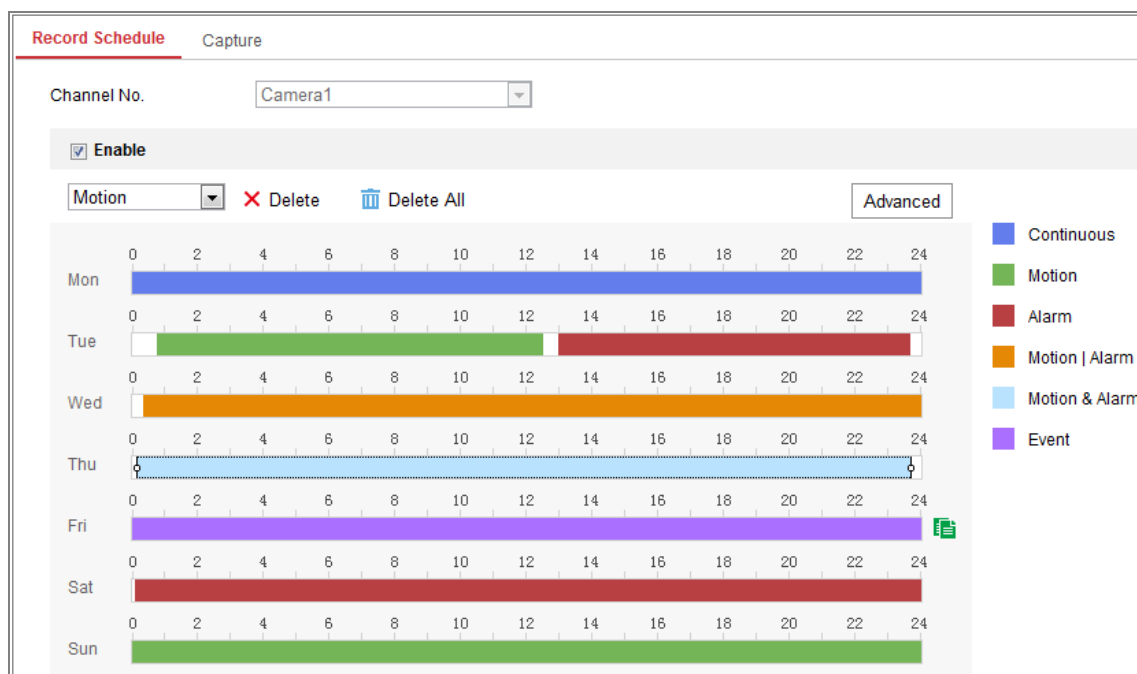 Record Schedule Capture
Channel No. Camera1
Enable
Motion Delete Delete All Advanced
0 2 4 6 8 10 12 14 16 18 20 22 24
Mon
0 2 4 6 8 10 12 14 16 18 20 22 24
Tue
0 2 4 6 8 10 12 14 16 18 20 22 24
Wed
0 2 4 6 8 10 12 14 16 18 20 22 24
Thu
0 2 4 6 8 10 12 14 16 18 20 22 24
Fri
0 2 4 6 8 10 12 14 16 18 20 22 24
Sat
0 2 4 6 8 10 12 14 16 18 20 22 24
Sun
Continuous
Motion
Alarm
Motion | Alarm
Motion & Alarm
Event